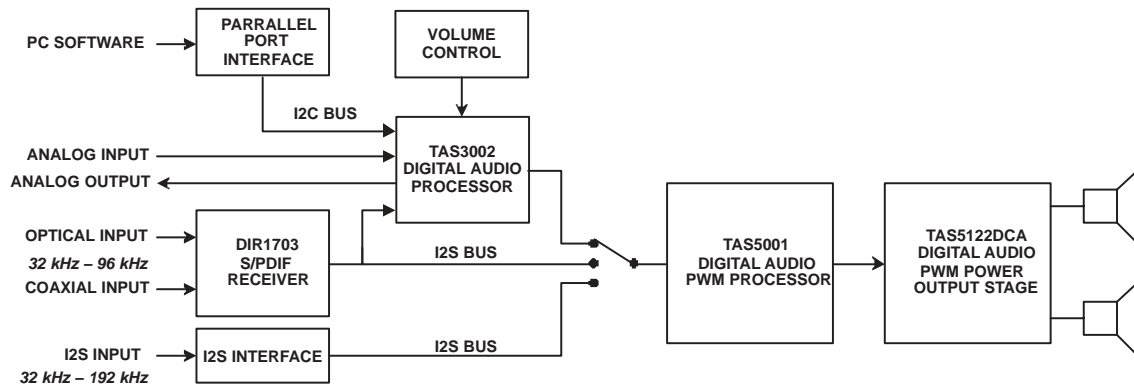 PC SOFTWARE
PARRALLEL
PORT
INTERFACE
VOLUME
CONTROL
I2C BUS
ANALOG INPUT
ANALOG OUTPUT
TAS3002
DIGITAL AUDIO
PROCESSOR
OPTICAL INPUT
32 kHz – 96 kHz
COAXIAL INPUT
DIR1703
S/PDIF
RECEIVER
I2S BUS
TAS5001
DIGITAL AUDIO
PWM PROCESSOR
TAS5122DCA
DIGITAL AUDIO
PWM POWER
OUTPUT STAGE
I2S INPUT
32 kHz – 192 kHz
I2S INTERFACE
I2S BUS